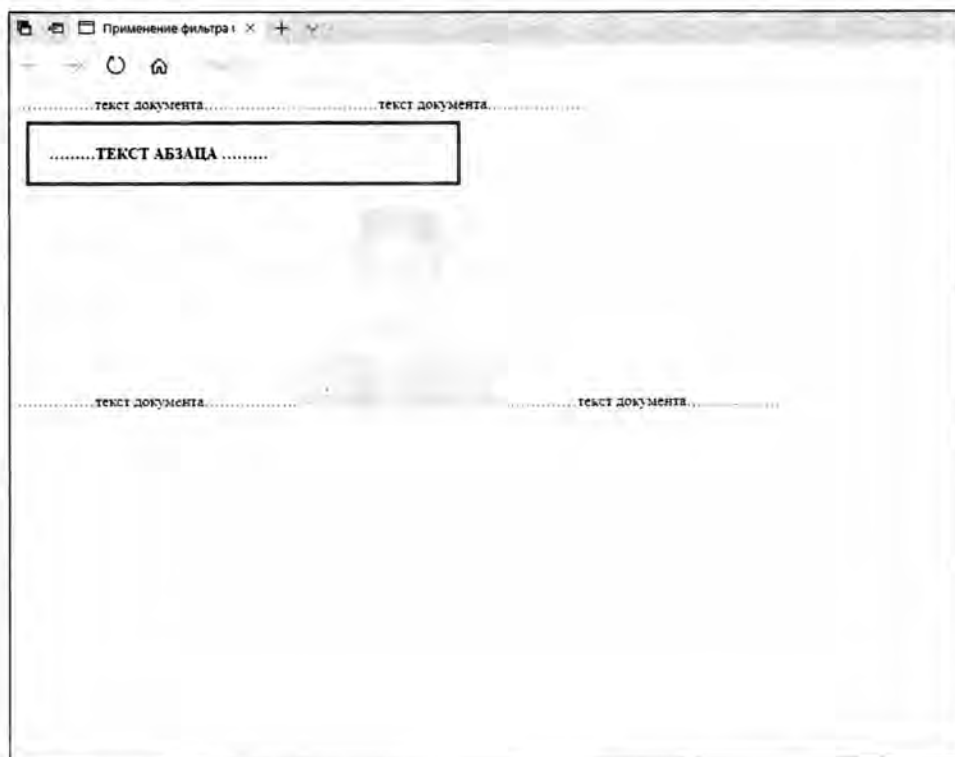 Применение фильтра
.............текст документа.................. ..................текст документа..................
.........ТЕКСТ АБЗАЦА .........
.............текст документа.................. .............текст документа..................